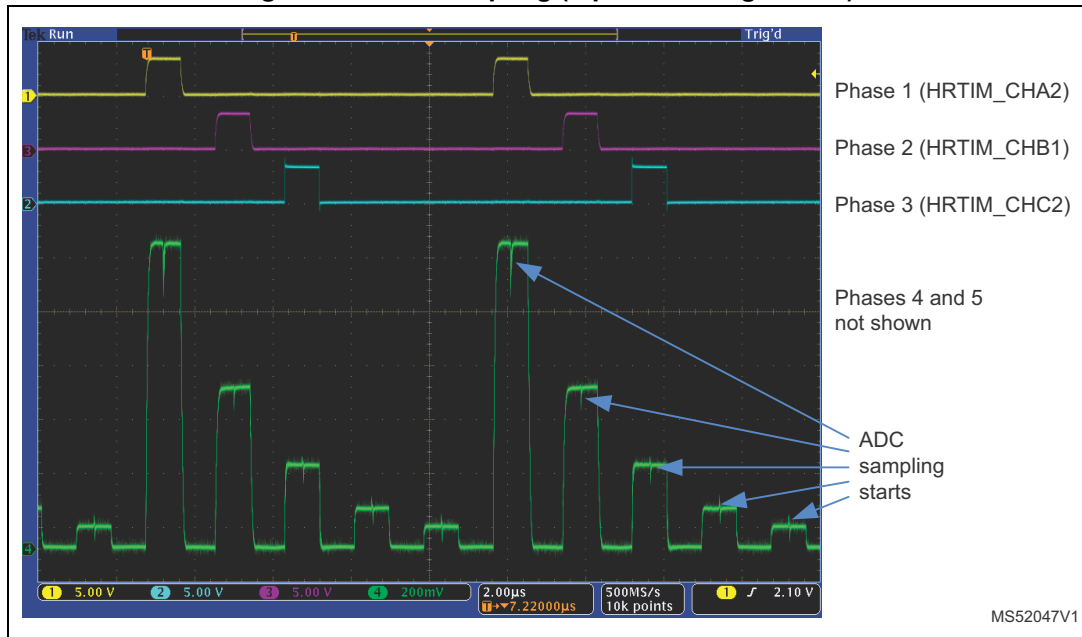 Tek Run
Trig'd
T
T
1
Phase 1 (HRTIM_CHA2)
3
Phase 2 (HRTIM_CHB1)
2
Phase 3 (HRTIM_CHC2)
Phases 4 and 5
not shown
ADC
sampling
starts
4
1 5.00 V 2 5.00 V 3 5.00 V 4 200mV 2.00µs 500MS/s 1 2.10 V
T 7.22000µs 10k points
MS52047V1